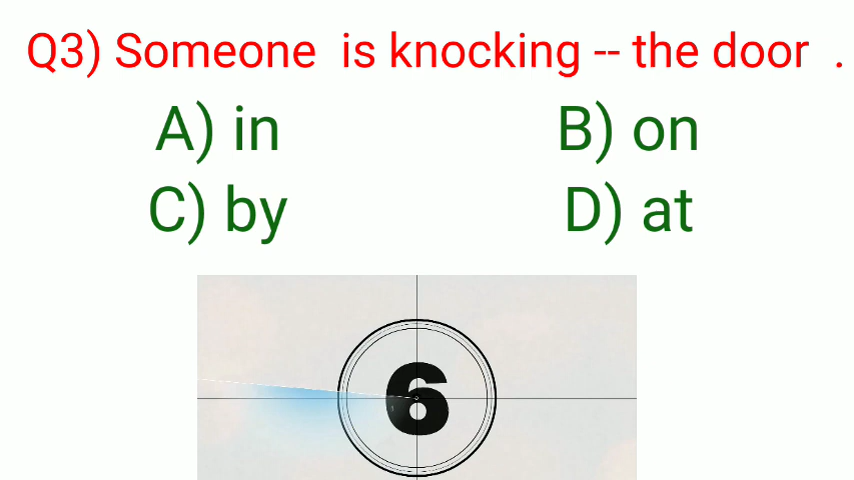 Q3) Someone is knocking -- the door .
A) in B) on
C) by D) at
6